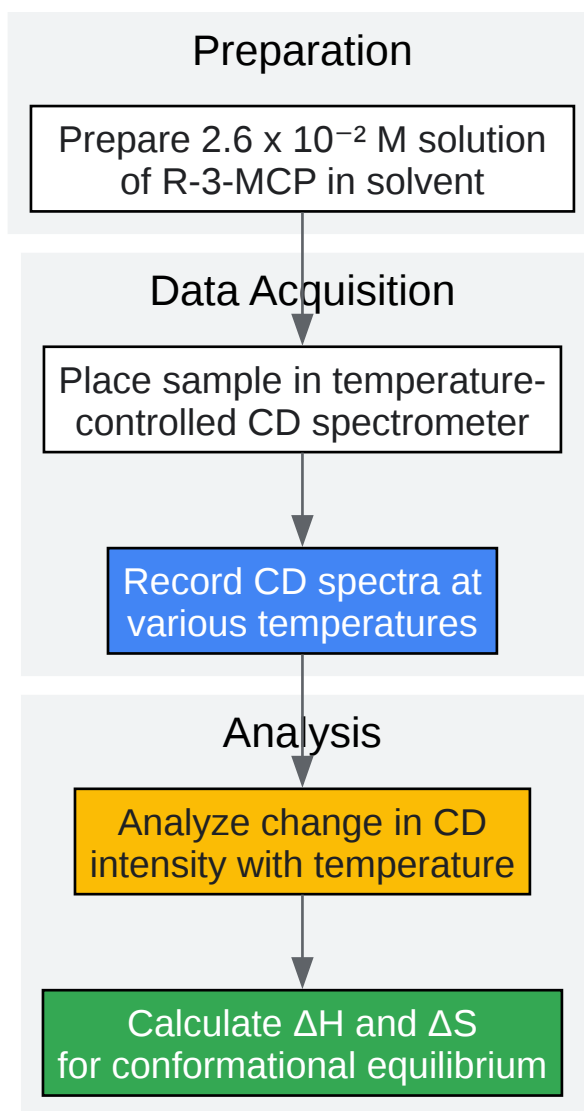 Preparation
Prepare 2.6 x 10⁻² M solution
of R-3-MCP in solvent
Data Acquisition
Place sample in temperature-
controlled CD spectrometer
Record CD spectra at
various temperatures
Analysis
Analyze change in CD
intensity with temperature
Calculate ΔH and ΔS
for conformational equilibrium